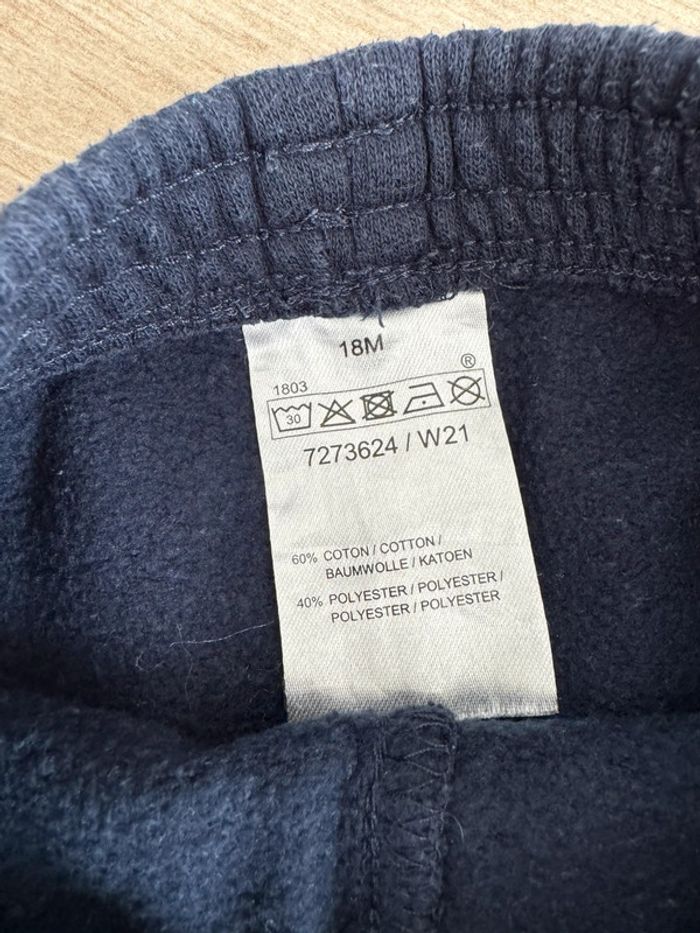 18M
®
1803
30
7273624 / W21
60% COTON / COTTON /
BAUMWOLLE / KATOEN
40% POLYESTER / POLYESTER /
POLYESTER / POLYESTER